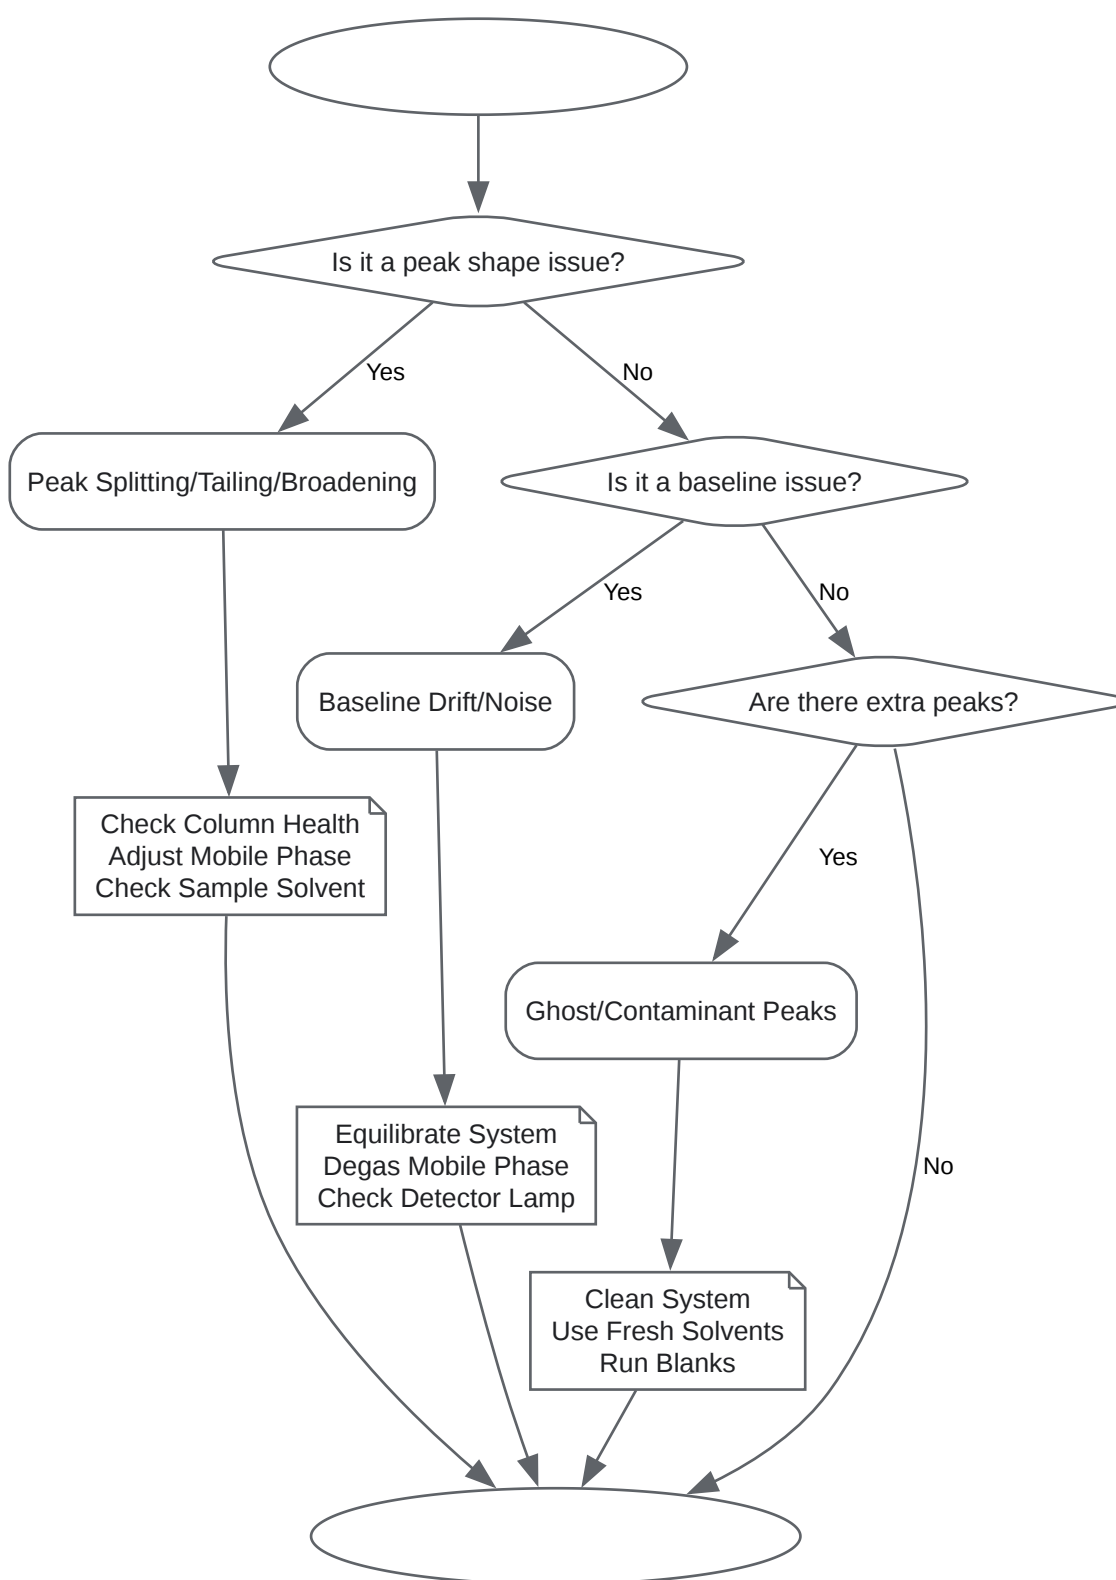 Is it a peak shape issue?
Yes
No
Peak Splitting/Tailing/Broadening
Is it a baseline issue?
Yes
No
Baseline Drift/Noise
Are there extra peaks?
Check Column Health
Adjust Mobile Phase
Check Sample Solvent
Yes
Ghost/Contaminant Peaks
Equilibrate System
Degas Mobile Phase
Check Detector Lamp
No
Clean System
Use Fresh Solvents
Run Blanks